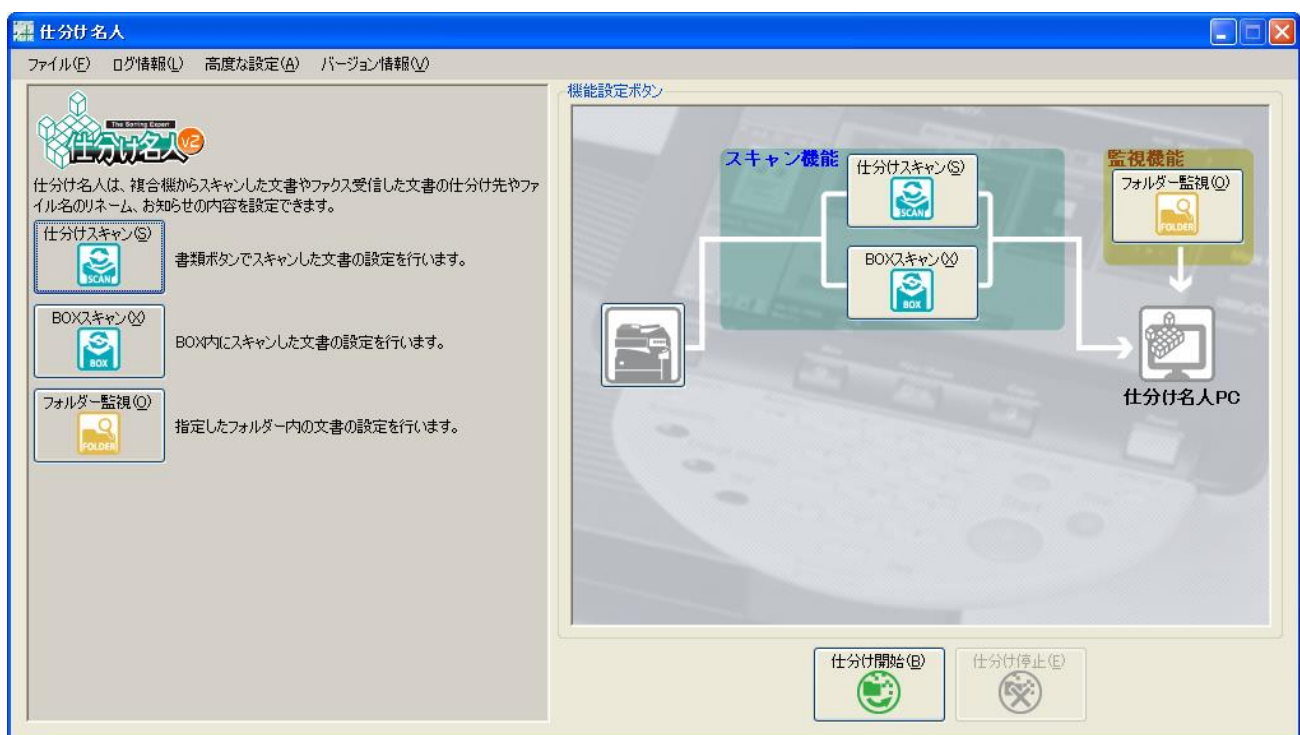 仕分け名人
ファイル(F) ログ情報(L) 高度な設定(A) バージョン情報(V)
The Sorting Expert
仕分け名人 V2
仕分け名人は、複合機からスキャンした文書やファクス受信した文書の仕分け先やファ
イル名のリネーム、お知らせの内容を設定できます。
仕分けスキャン(S)
SCAN
書類ボタンでスキャンした文書の設定を行います。
BOXスキャン(X)
BOX
BOX内にスキャンした文書の設定を行います。
フォルダー監視(O)
FOLDER
指定したフォルダー内の文書の設定を行います。
機能設定ボタン
スキャン機能
仕分けスキャン(S)
SCAN
BOXスキャン(X)
BOX
監視機能
フォルダー監視(O)
FOLDER
仕分け名人PC
仕分け開始(B)
仕分け停止(E)